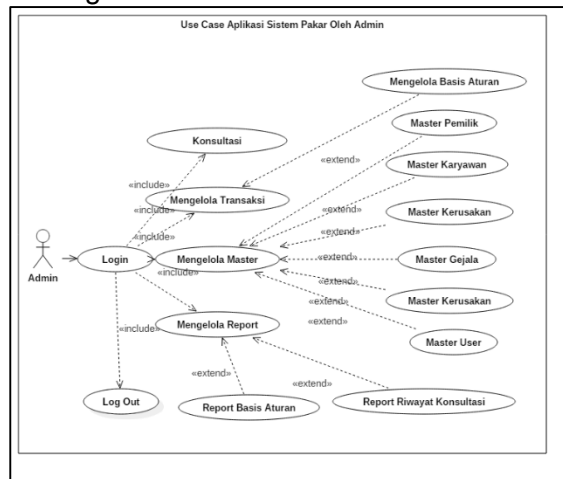 Use Case Aplikasi Sistem Pakar Oleh Admin
Mengelola Basis Aturan
Master Pemilik
Konsultasi
«extend»
Master Karyawan
«include»
Mengelola Transaksi
«extend»
Master Kerusakan
«include»
«include»
«extend»
Admin
Login
Mengelola Master
Master Gejala
«include»
«extend»
Master Kerusakan
«extend»
«include»
Mengelola Report
«extend»
Master User
«extend»
«extend»
Log Out
Report Basis Aturan
Report Riwayat Konsultasi